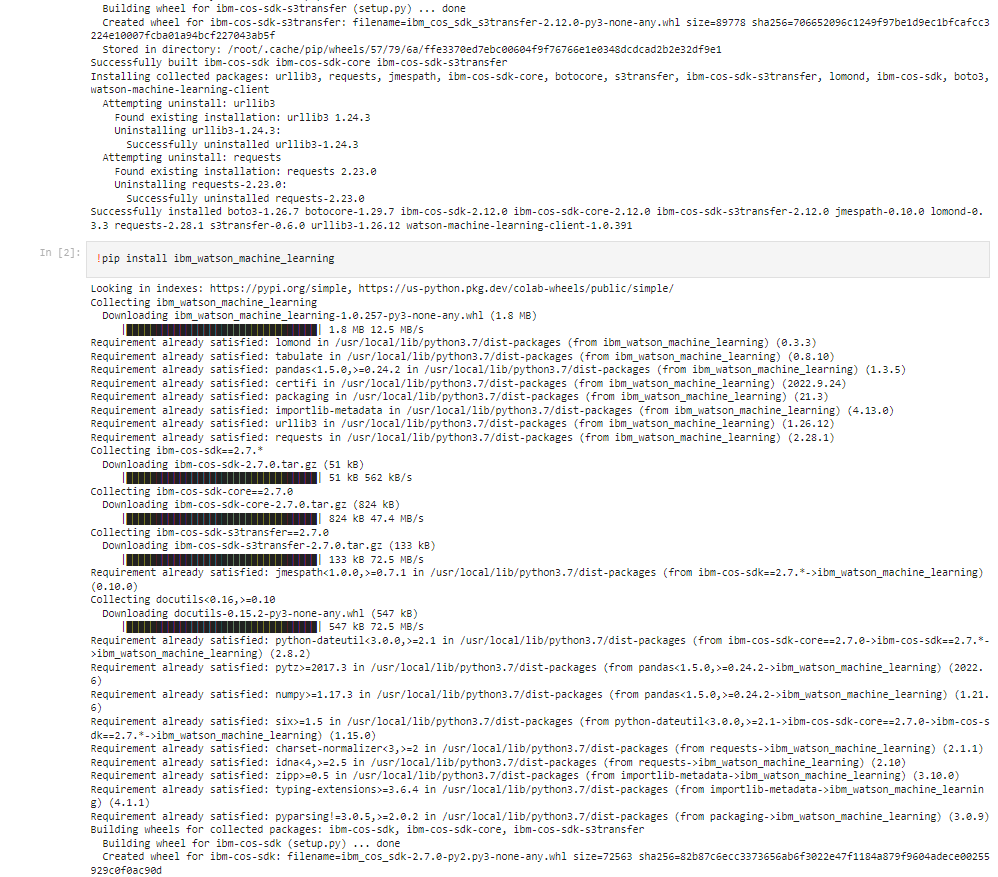 Building wheel for ibm-cos-sdk-s3transfer (setup.py) ... done
Created wheel for ibm-cos-sdk-s3transfer: filename=ibm_cos_sdk_s3transfer-2.12.0-py3-none-any.whl size=89778 sha256=706652096c1249f97be1d9ec1bfcafcc3
224e10007fcba01a94bcf227043ab5f
Stored in directory: /root/.cache/pip/wheels/57/79/6a/ffe3370ed7ebc00604f9f76766e1e0348dcdcad2b2e32df9e1
Successfully built ibm-cos-sdk ibm-cos-sdk-core ibm-cos-sdk-s3transfer
Installing collected packages: urllib3, requests, jmespath, ibm-cos-sdk-core, botocore, s3transfer, ibm-cos-sdk-s3transfer, lomond, ibm-cos-sdk, boto3,
watson-machine-learning-client
Attempting uninstall: urllib3
Found existing installation: urllib3 1.24.3
Uninstalling urllib3-1.24.3:
Successfully uninstalled urllib3-1.24.3
Attempting uninstall: requests
Found existing installation: requests 2.23.0
Uninstalling requests-2.23.0:
Successfully uninstalled requests-2.23.0
Successfully installed boto3-1.26.7 botocore-1.29.7 ibm-cos-sdk-2.12.0 ibm-cos-sdk-core-2.12.0 ibm-cos-sdk-s3transfer-2.12.0 jmespath-0.10.0 lomond-0.
3.3 requests-2.28.1 s3transfer-0.6.0 urllib3-1.26.12 watson-machine-learning-client-1.0.391
In [2]: !pip install ibm_watson_machine_learning
Looking in indexes: https://pypi.org/simple, https://us-python.pkg.dev/colab-wheels/public/simple/
Collecting ibm_watson_machine_learning
Downloading ibm_watson_machine_learning-1.0.257-py3-none-any.whl (1.8 MB)
|████████████████████████████████| 1.8 MB 12.5 MB/s
Requirement already satisfied: lomond in /usr/local/lib/python3.7/dist-packages (from ibm_watson_machine_learning) (0.3.3)
Requirement already satisfied: tabulate in /usr/local/lib/python3.7/dist-packages (from ibm_watson_machine_learning) (0.8.10)
Requirement already satisfied: pandas<1.5.0,>=0.24.2 in /usr/local/lib/python3.7/dist-packages (from ibm_watson_machine_learning) (1.3.5)
Requirement already satisfied: certifi in /usr/local/lib/python3.7/dist-packages (from ibm_watson_machine_learning) (2022.9.24)
Requirement already satisfied: packaging in /usr/local/lib/python3.7/dist-packages (from ibm_watson_machine_learning) (21.3)
Requirement already satisfied: importlib-metadata in /usr/local/lib/python3.7/dist-packages (from ibm_watson_machine_learning) (4.13.0)
Requirement already satisfied: urllib3 in /usr/local/lib/python3.7/dist-packages (from ibm_watson_machine_learning) (1.26.12)
Requirement already satisfied: requests in /usr/local/lib/python3.7/dist-packages (from ibm_watson_machine_learning) (2.28.1)
Collecting ibm-cos-sdk==2.7.*
Downloading ibm-cos-sdk-2.7.0.tar.gz (51 kB)
|████████████████████████████████| 51 kB 562 kB/s
Collecting ibm-cos-sdk-core==2.7.0
Downloading ibm-cos-sdk-core-2.7.0.tar.gz (824 kB)
|████████████████████████████████| 824 kB 47.4 MB/s
Collecting ibm-cos-sdk-s3transfer==2.7.0
Downloading ibm-cos-sdk-s3transfer-2.7.0.tar.gz (133 kB)
|████████████████████████████████| 133 kB 72.5 MB/s
Requirement already satisfied: jmespath<1.0.0,>=0.7.1 in /usr/local/lib/python3.7/dist-packages (from ibm-cos-sdk==2.7.*->ibm_watson_machine_learning)
(0.10.0)
Collecting docutils<0.16,>=0.10
Downloading docutils-0.15.2-py3-none-any.whl (547 kB)
|████████████████████████████████| 547 kB 72.5 MB/s
Requirement already satisfied: python-dateutil<3.0.0,>=2.1 in /usr/local/lib/python3.7/dist-packages (from ibm-cos-sdk-core==2.7.0->ibm-cos-sdk==2.7.*-
>ibm_watson_machine_learning) (2.8.2)
Requirement already satisfied: pytz>=2017.3 in /usr/local/lib/python3.7/dist-packages (from pandas<1.5.0,>=0.24.2->ibm_watson_machine_learning) (2022.
6)
Requirement already satisfied: numpy>=1.17.3 in /usr/local/lib/python3.7/dist-packages (from pandas<1.5.0,>=0.24.2->ibm_watson_machine_learning) (1.21.
6)
Requirement already satisfied: six>=1.5 in /usr/local/lib/python3.7/dist-packages (from python-dateutil<3.0.0,>=2.1->ibm-cos-sdk-core==2.7.0->ibm-cos-s
dk==2.7.*->ibm_watson_machine_learning) (1.15.0)
Requirement already satisfied: charset-normalizer<3,>=2 in /usr/local/lib/python3.7/dist-packages (from requests->ibm_watson_machine_learning) (2.1.1)
Requirement already satisfied: idna<4,>=2.5 in /usr/local/lib/python3.7/dist-packages (from requests->ibm_watson_machine_learning) (2.10)
Requirement already satisfied: zipp>=0.5 in /usr/local/lib/python3.7/dist-packages (from importlib-metadata->ibm_watson_machine_learning) (3.10.0)
Requirement already satisfied: typing-extensions>=3.6.4 in /usr/local/lib/python3.7/dist-packages (from importlib-metadata->ibm_watson_machine_learnin
g) (4.1.1)
Requirement already satisfied: pyparsing!=3.0.5,>=2.0.2 in /usr/local/lib/python3.7/dist-packages (from packaging->ibm_watson_machine_learning) (3.0.9)
Building wheels for collected packages: ibm-cos-sdk, ibm-cos-sdk-core, ibm-cos-sdk-s3transfer
Building wheel for ibm-cos-sdk (setup.py) ... done
Created wheel for ibm-cos-sdk: filename=ibm_cos_sdk-2.7.0-py2.py3-none-any.whl size=72563 sha256=82b87c6ecc3373656ab6f3022e47f1184a879f9604adece00255
929c0f0ac90d